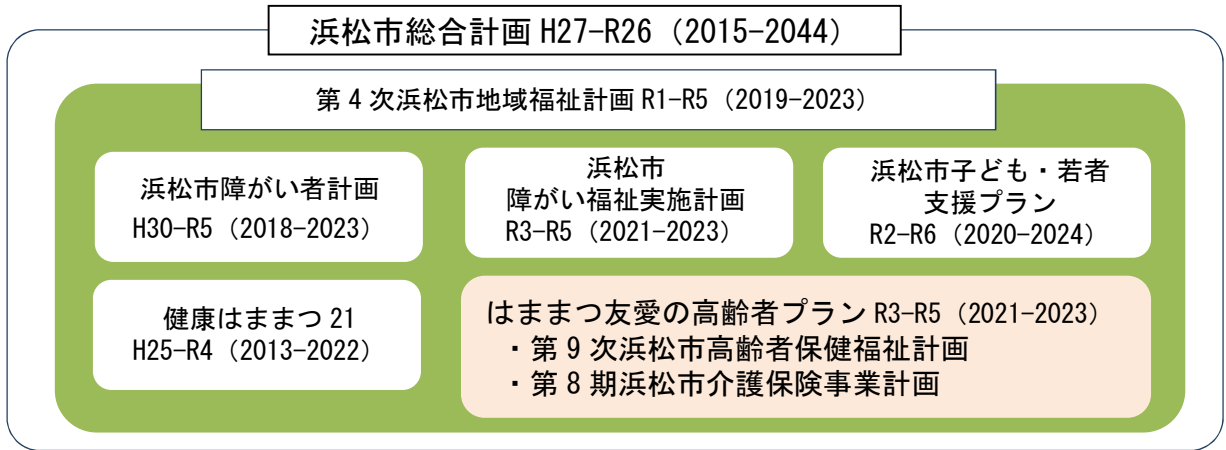 浜松市総合計画 H27-R26（2015-2044）
第4次浜松市地域福祉計画 R1-R5（2019-2023）
浜松市障がい者計画
H30-R5（2018-2023）
浜松市
障がい福祉実施計画
R3-R5（2021-2023）
浜松市子ども・若者
支援プラン
R2-R6（2020-2024）
健康はままつ 21
H25-R4（2013-2022）
はままつ友愛の高齢者プラン R3-R5（2021-2023）
・第9次浜松市高齢者保健福祉計画
・第8期浜松市介護保険事業計画